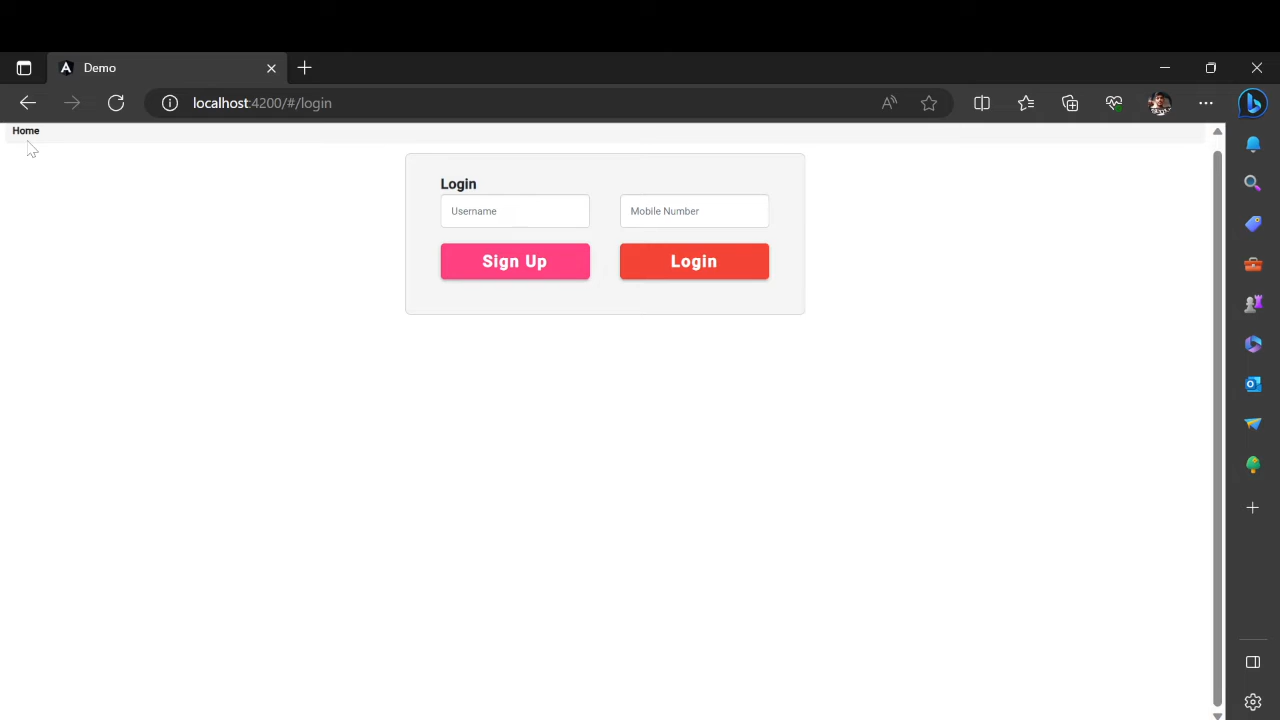 Demo
localhost:4200/#/login
Home
Login
Username Mobile Number
Sign Up Login